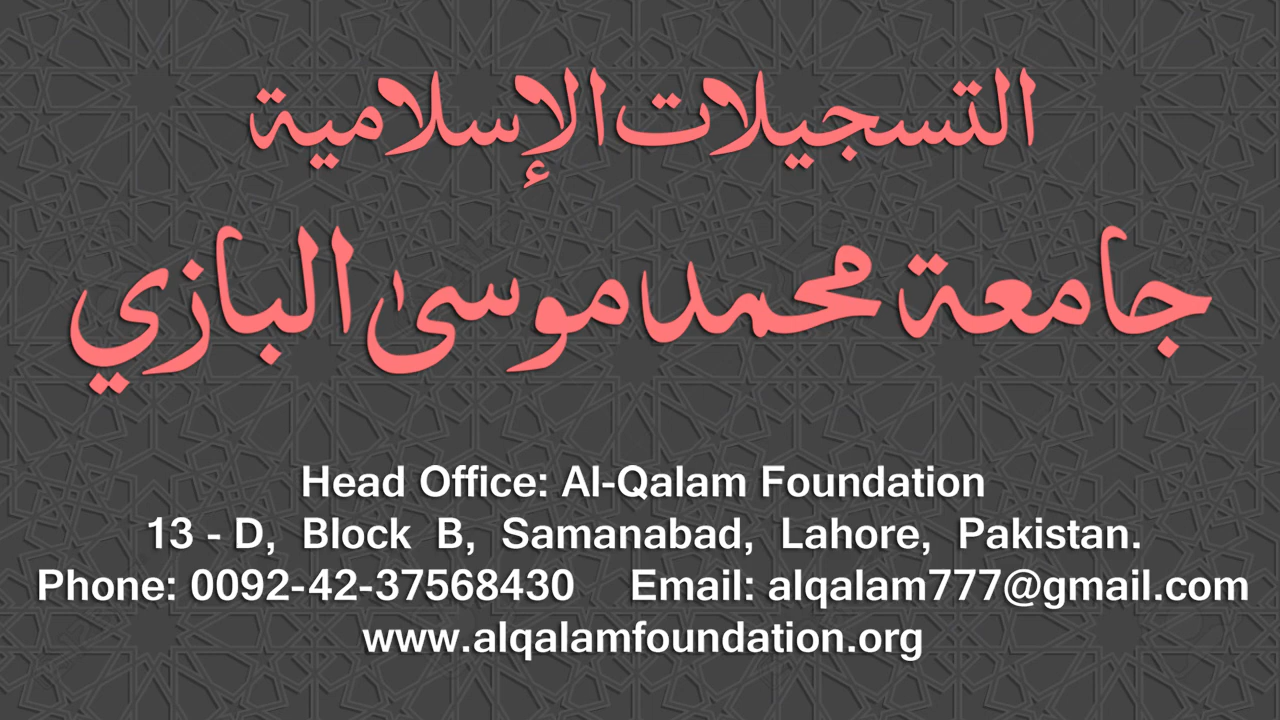 التسجيلات الإسلامية
جامعة محمد موسىٰ البازي
Head Office: Al-Qalam Foundation
13 - D, Block B, Samanabad, Lahore, Pakistan.
Phone: 0092-42-37568430 Email: alqalam777@gmail.com
www.alqalamfoundation.org